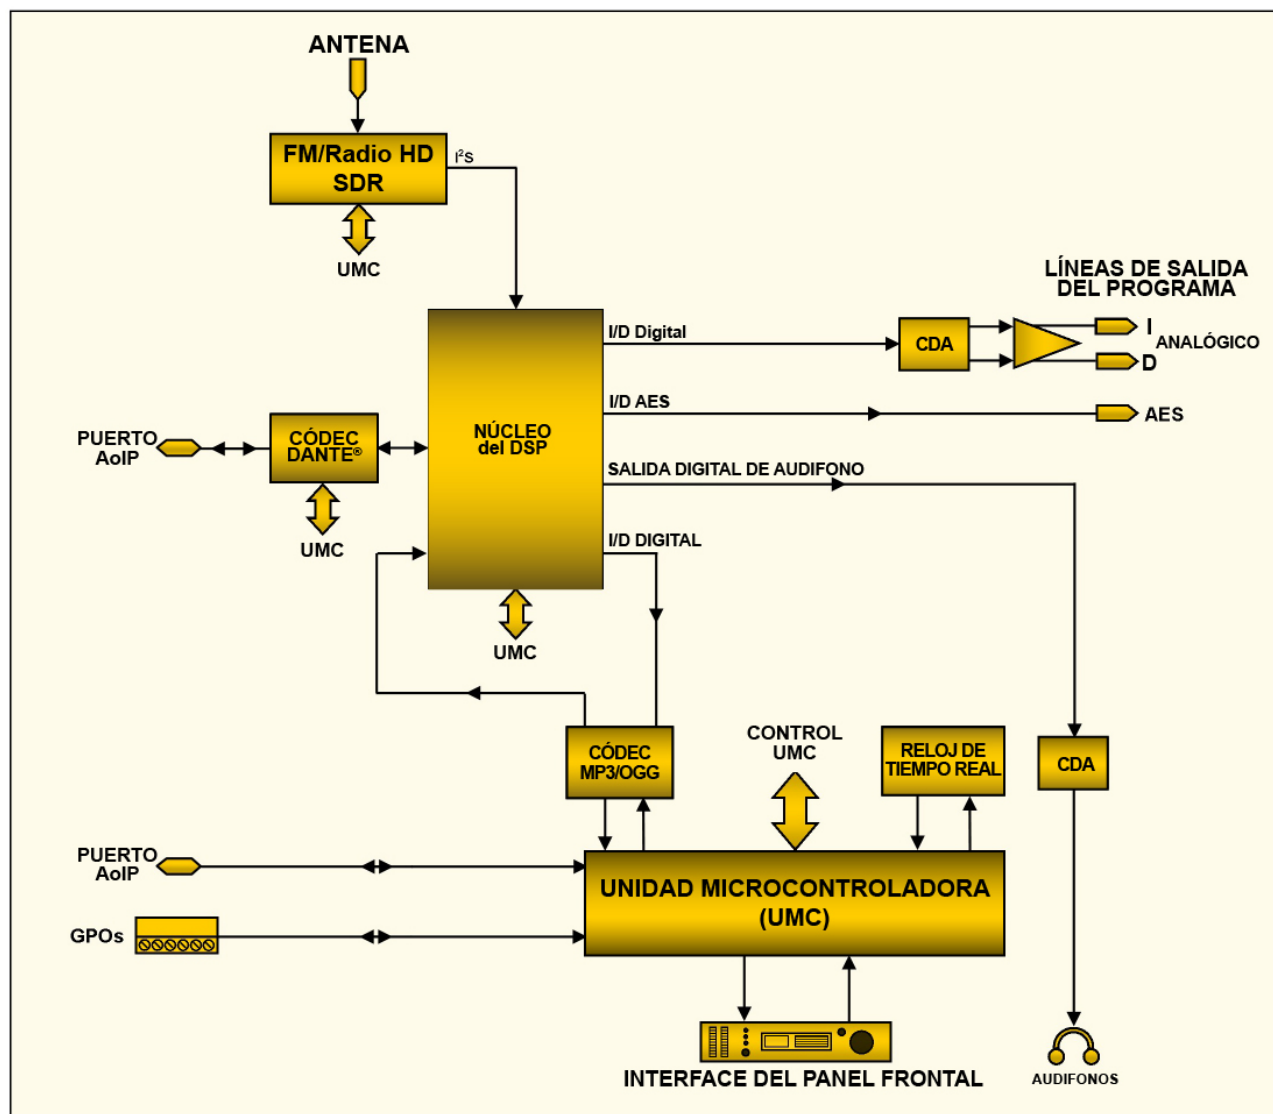 ANTENA
FM/Radio HD
SDR
I²S
UMC
LÍNEAS DE SALIDA
DEL PROGRAMA
I/D Digital
CDA
I
ANALÓGICO
D
I/D AES
AES
PUERTO
AoIP
CÓDEC
DANTE®
NÚCLEO
del DSP
SALIDA DIGITAL DE AUDIFONO
UMC
I/D DIGITAL
UMC
CÓDEC
MP3/OGG
CONTROL
UMC
RELOJ DE
TIEMPO REAL
CDA
PUERTO
AoIP
UNIDAD MICROCONTROLADORA
(UMC)
GPOs
INTERFACE DEL PANEL FRONTAL
AUDIFONOS